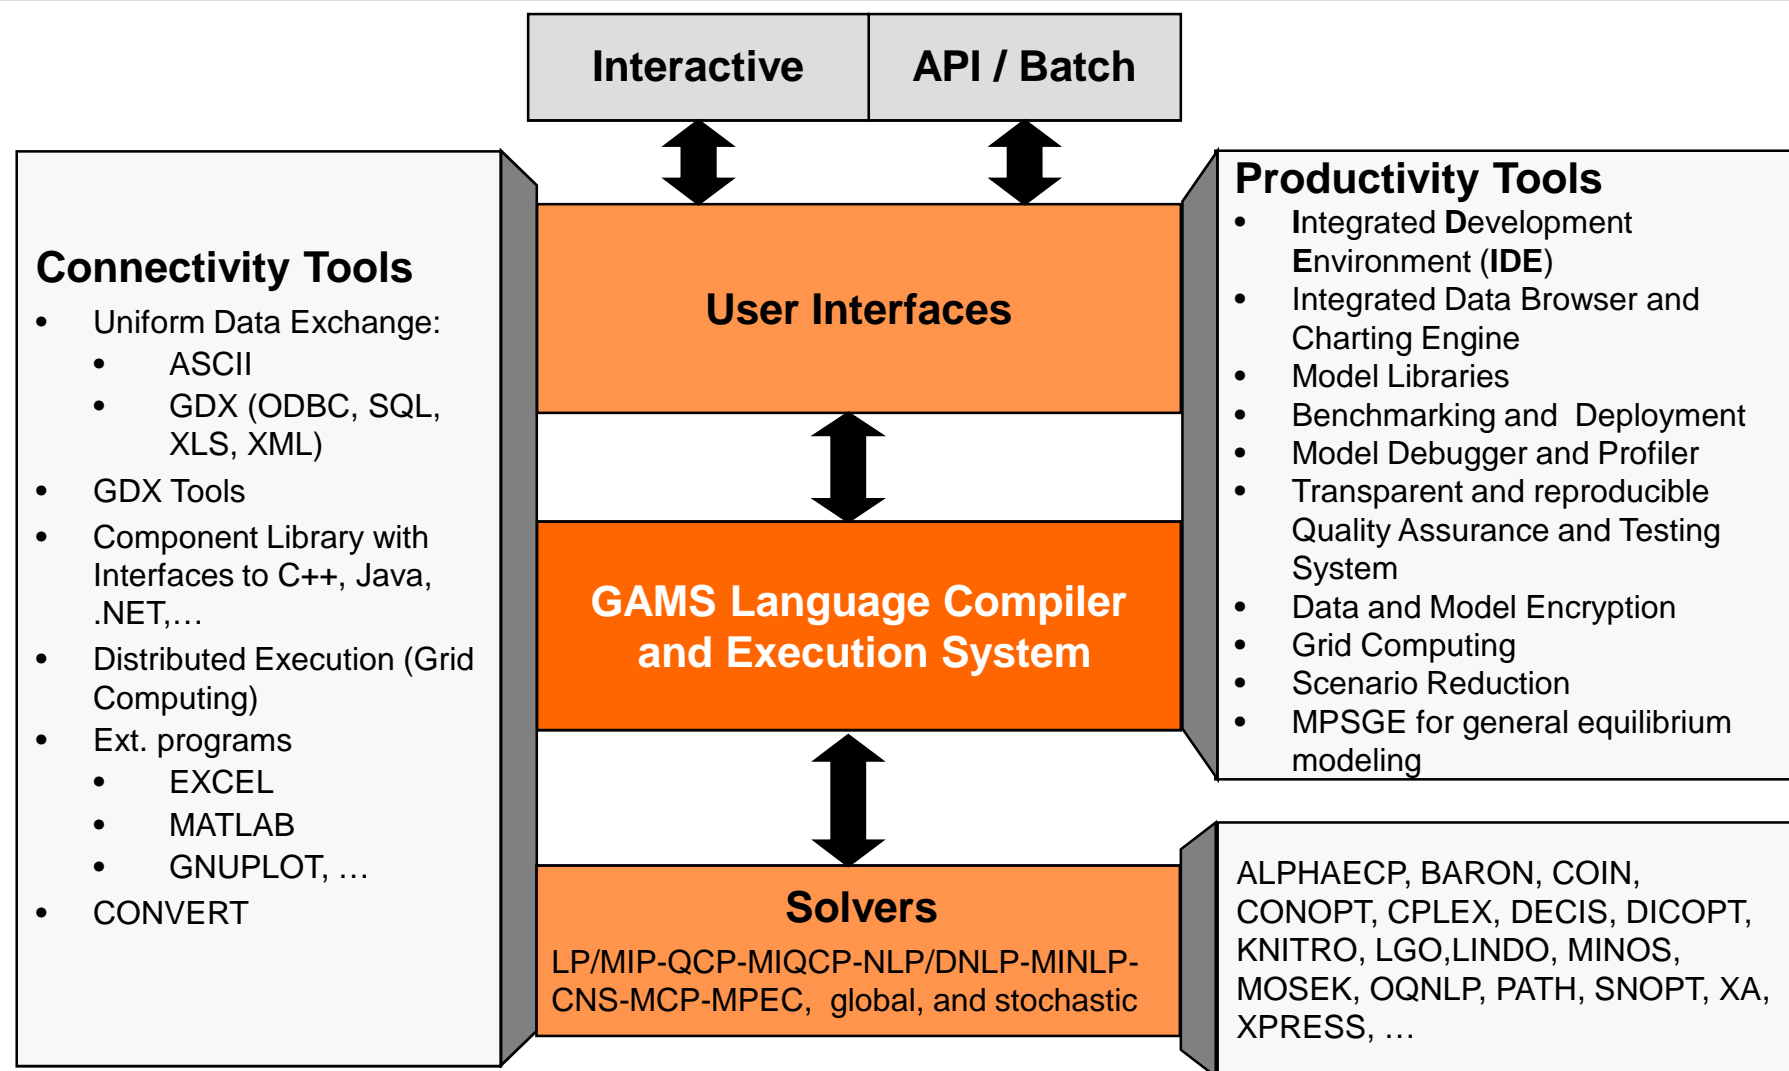 Interactive
API / Batch
Connectivity Tools
• Uniform Data Exchange:
• ASCII
• GDX (ODBC, SQL,
XLS, XML)
• GDX Tools
• Component Library with
Interfaces to C++, Java,
.NET,…
• Distributed Execution (Grid
Computing)
• Ext. programs
• EXCEL
• MATLAB
• GNUPLOT, …
• CONVERT
User Interfaces
GAMS Language Compiler
and Execution System
Solvers
LP/MIP-QCP-MIQCP-NLP/DNLP-MINLP-
CNS-MCP-MPEC, global, and stochastic
Productivity Tools
• Integrated Development
Environment (IDE)
• Integrated Data Browser and
Charting Engine
• Model Libraries
• Benchmarking and Deployment
• Model Debugger and Profiler
• Transparent and reproducible
Quality Assurance and Testing
System
• Data and Model Encryption
• Grid Computing
• Scenario Reduction
• MPSGE for general equilibrium
modeling
ALPHAECP, BARON, COIN,
CONOPT, CPLEX, DECIS, DICOPT,
KNITRO, LGO,LINDO, MINOS,
MOSEK, OQNLP, PATH, SNOPT, XA,
XPRESS, …